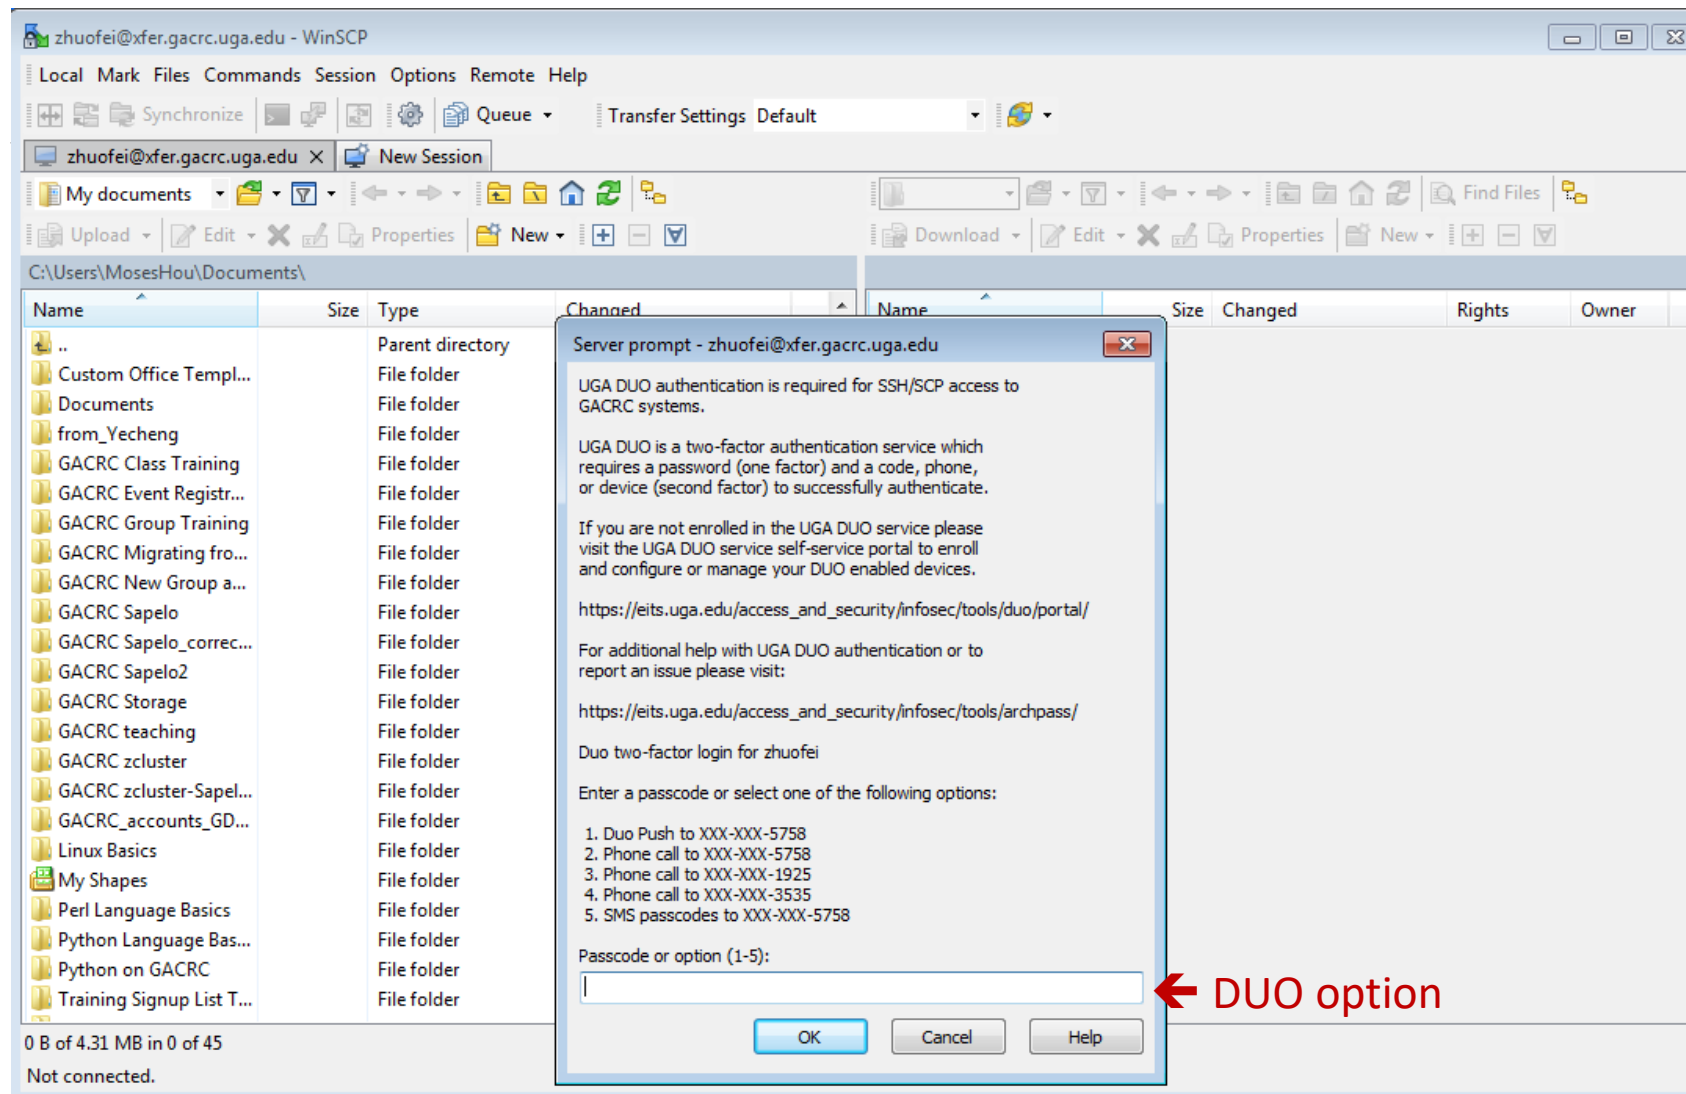 zhuofei@xfer.gacrc.uga.edu - WinSCP
Local Mark Files Commands Session Options Remote Help
Synchronize Queue Transfer Settings Default
zhuofei@xfer.gacrc.uga.edu New Session
My documents Find Files
Upload Edit Properties New Download Edit Properties New
C:\Users\MosesHou\Documents\
Name Size Type Changed Name Size Changed Rights Owner
.. Parent directory
Custom Office Templ... File folder
Documents File folder
from_Yecheng File folder
GACRC Class Training File folder
GACRC Event Registr... File folder
GACRC Group Training File folder
GACRC Migrating fro... File folder
GACRC New Group a... File folder
GACRC Sapelo File folder
GACRC Sapelo_correc... File folder
GACRC Sapelo2 File folder
GACRC Storage File folder
GACRC teaching File folder
GACRC zcluster File folder
GACRC zcluster-Sapel... File folder
GACRC_accounts_GD... File folder
Linux Basics File folder
My Shapes File folder
Perl Language Basics File folder
Python Language Bas... File folder
Python on GACRC File folder
Training Signup List T... File folder
0 B of 4.31 MB in 0 of 45
Not connected.
Server prompt - zhuofei@xfer.gacrc.uga.edu
UGA DUO authentication is required for SSH/SCP access to
GACRC systems.
UGA DUO is a two-factor authentication service which
requires a password (one factor) and a code, phone,
or device (second factor) to successfully authenticate.
If you are not enrolled in the UGA DUO service please
visit the UGA DUO service self-service portal to enroll
and configure or manage your DUO enabled devices.
https://eits.uga.edu/access_and_security/infosec/tools/duo/portal/
For additional help with UGA DUO authentication or to
report an issue please visit:
https://eits.uga.edu/access_and_security/infosec/tools/archpass/
Duo two-factor login for zhuofei
Enter a passcode or select one of the following options:
1. Duo Push to XXX-XXX-5758
2. Phone call to XXX-XXX-5758
3. Phone call to XXX-XXX-1925
4. Phone call to XXX-XXX-3535
5. SMS passcodes to XXX-XXX-5758
Passcode or option (1-5):
OK Cancel Help
DUO option